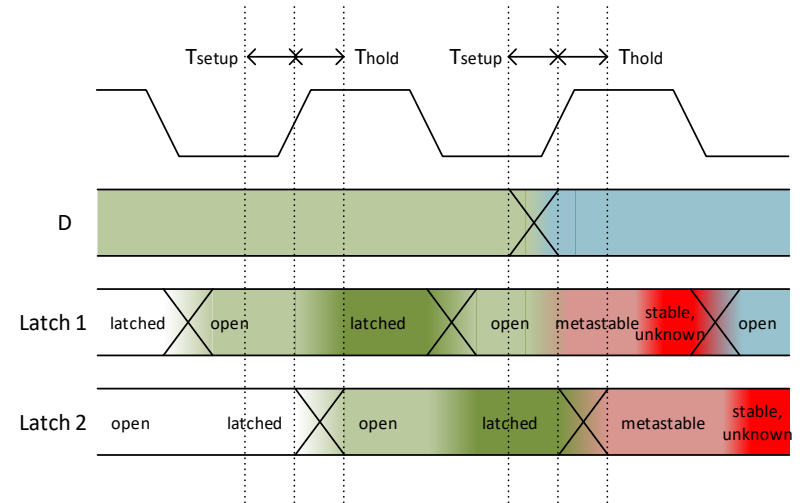 Tsetup Thold Tsetup Thold
D
Latch 1 latched open latched open metastable stable, unknown open
Latch 2 open latched open latched metastable stable, unknown